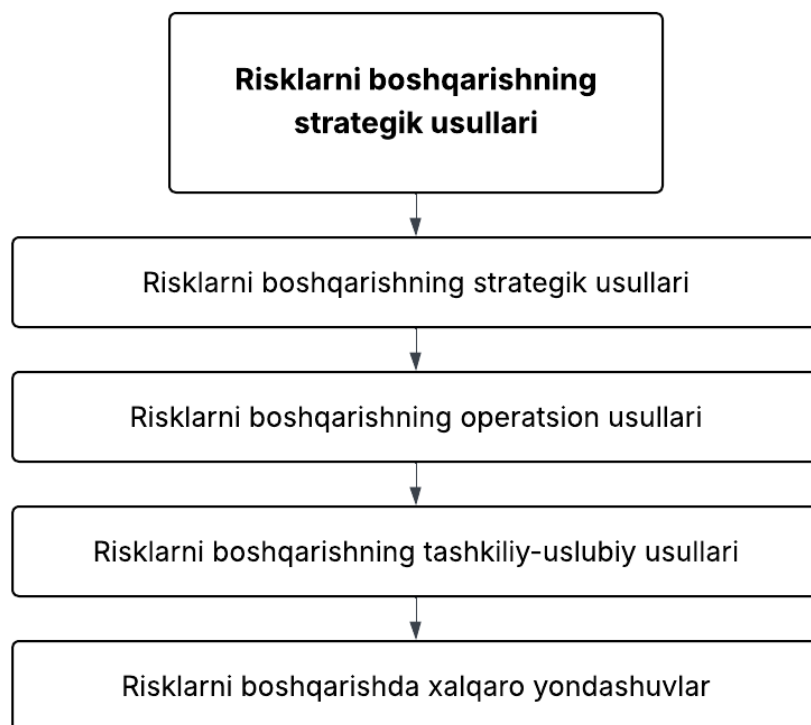 Risklarni boshqarishning
strategik usullari
Risklarni boshqarishning strategik usullari
Risklarni boshqarishning operatsion usullari
Risklarni boshqarishning tashkiliy-uslubiy usullari
Risklarni boshqarishda xalqaro yondashuvlar